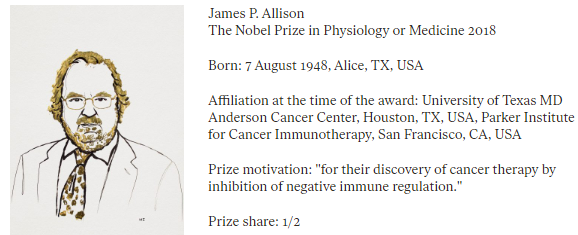 James P. Allison
The Nobel Prize in Physiology or Medicine 2018
Born: 7 August 1948, Alice, TX, USA
Affiliation at the time of the award: University of Texas MD
Anderson Cancer Center, Houston, TX, USA, Parker Institute
for Cancer Immunotherapy, San Francisco, CA, USA
Prize motivation: "for their discovery of cancer therapy by
inhibition of negative immune regulation."
Prize share: 1/2